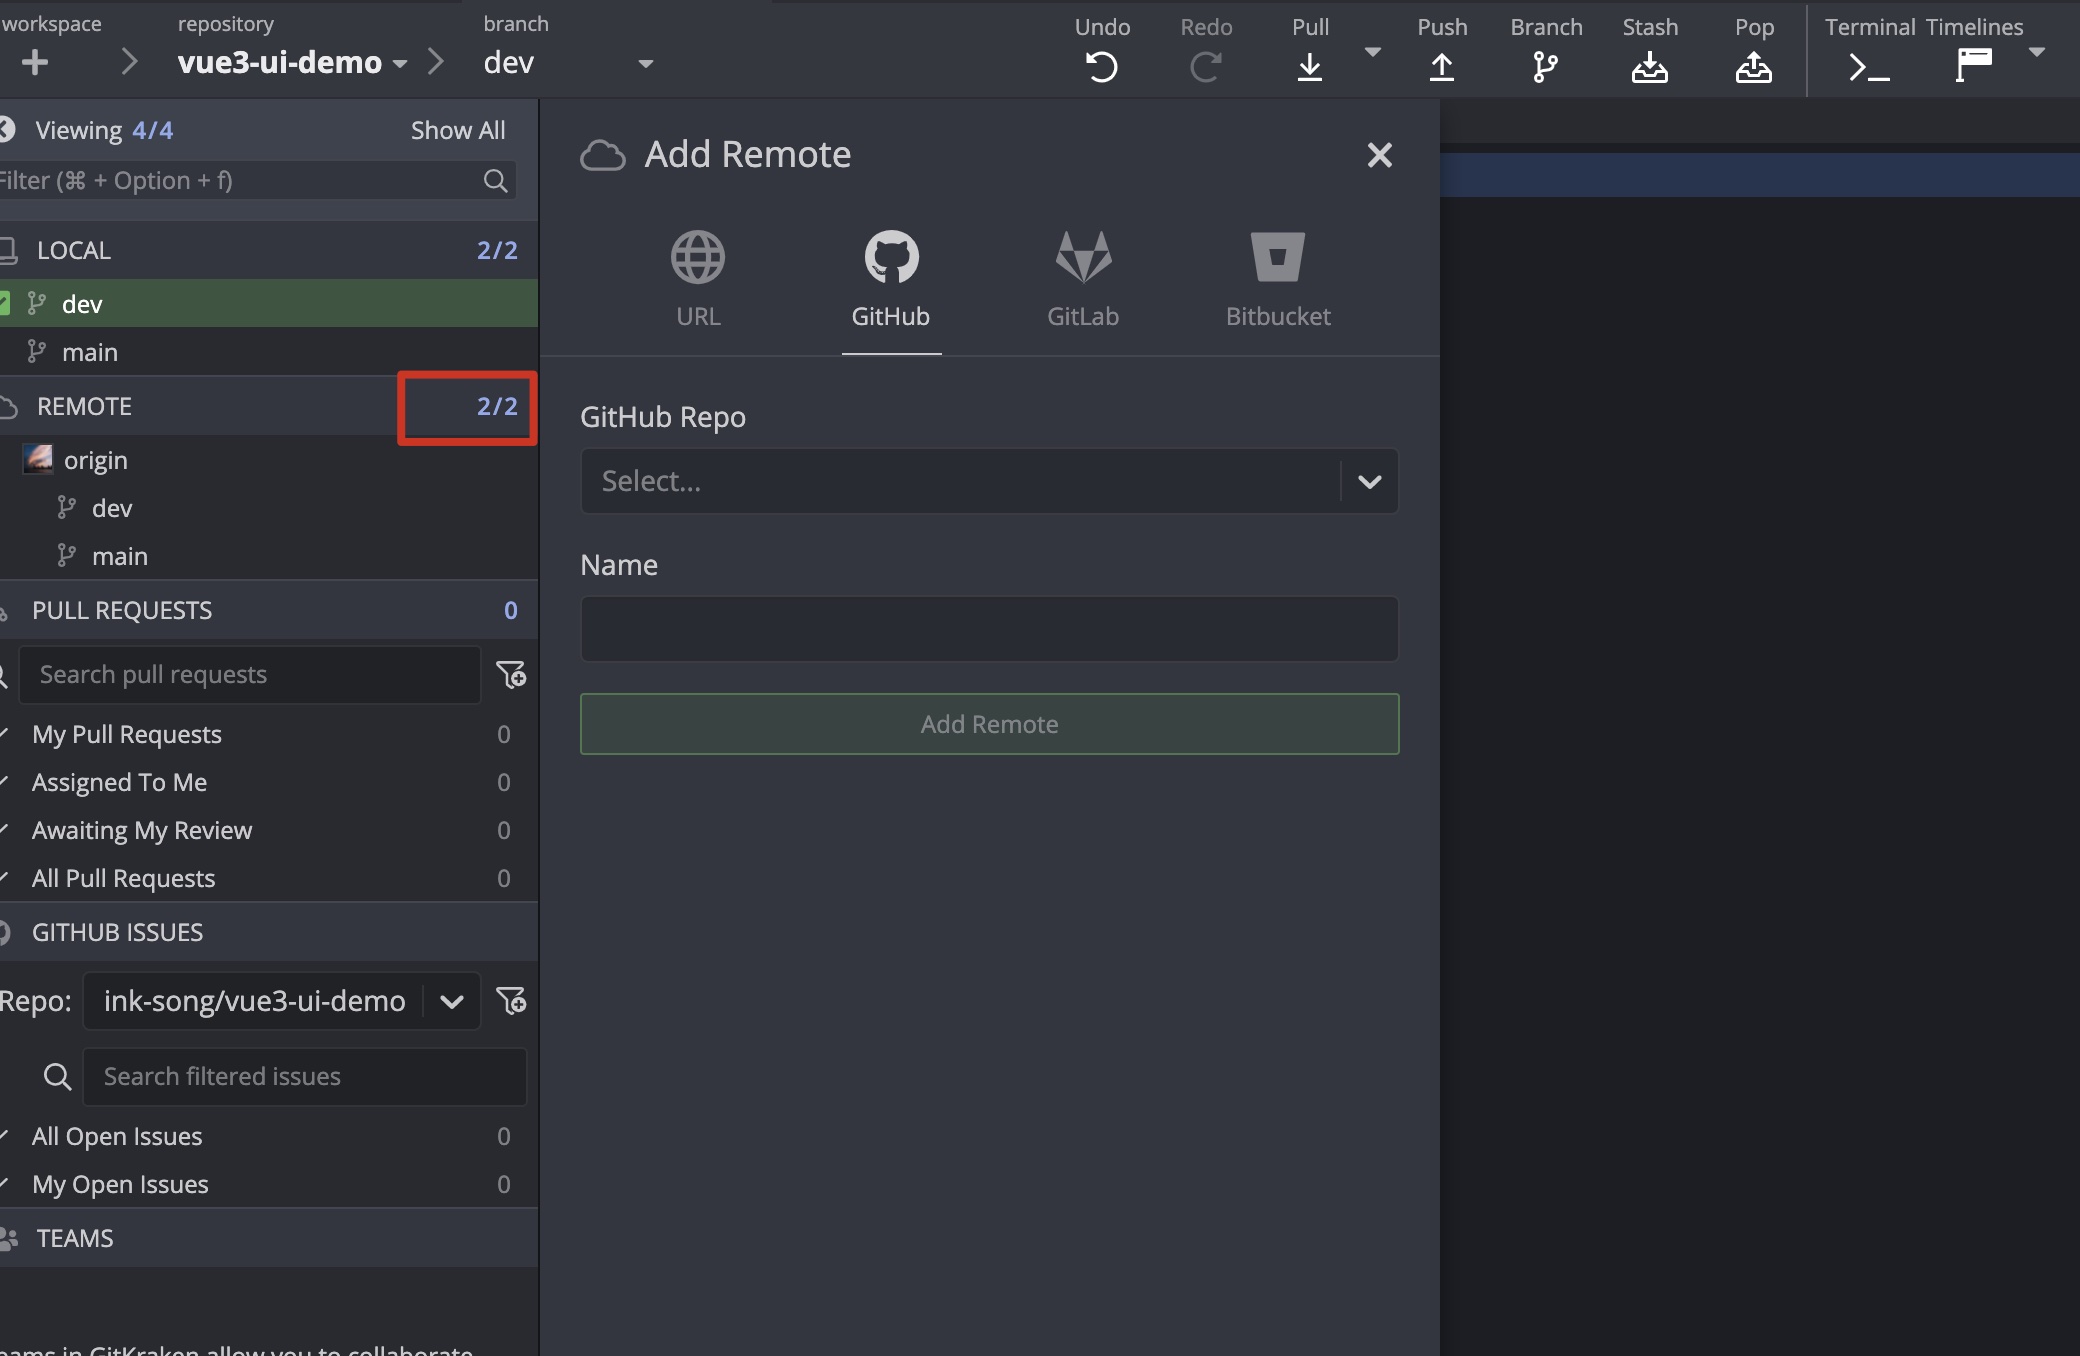 workspace
repository
branch
vue3-ui-demo
dev
Undo
Redo
Pull
Push
Branch
Stash
Pop
Terminal
Timelines
Viewing 4/4
Show All
Filter (⌘ + Option + f)
LOCAL
2/2
dev
main
REMOTE
2/2
origin
dev
main
PULL REQUESTS
0
Search pull requests
My Pull Requests
0
Assigned To Me
0
Awaiting My Review
0
All Pull Requests
0
GITHUB ISSUES
Repo:
ink-song/vue3-ui-demo
Search filtered issues
All Open Issues
0
My Open Issues
0
TEAMS
eams in GitKraken allow you to collaborate
Add Remote
URL
GitHub
GitLab
Bitbucket
GitHub Repo
Select...
Name
Add Remote